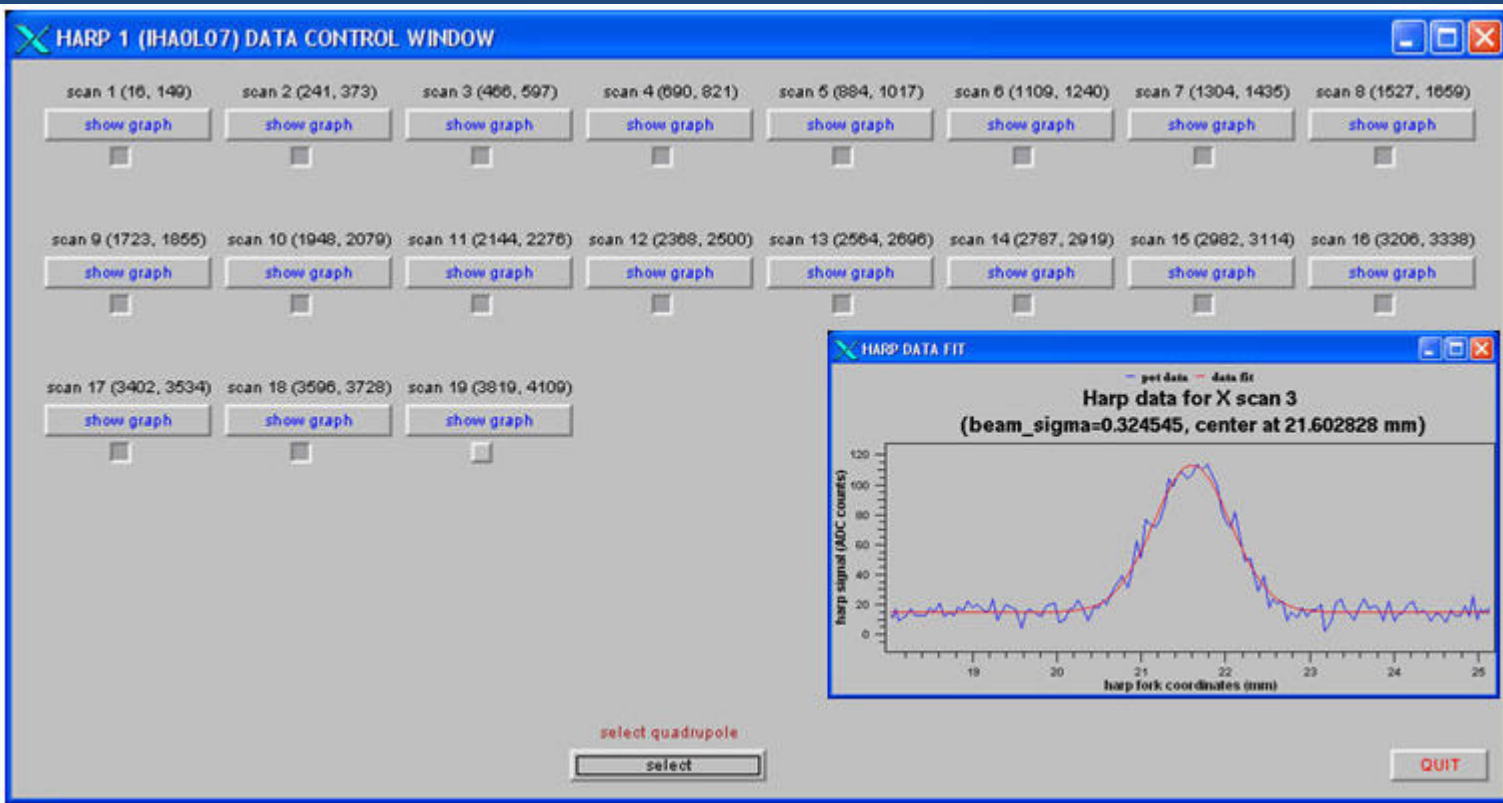 HARP 1 (IHA0L07) DATA CONTROL WINDOW
scan 1 (16, 149) scan 2 (241, 373) scan 3 (466, 597) scan 4 (690, 821) scan 5 (884, 1017) scan 6 (1109, 1240) scan 7 (1304, 1435) scan 8 (1527, 1659)
show graph show graph show graph show graph show graph show graph show graph show graph
scan 9 (1723, 1855) scan 10 (1948, 2079) scan 11 (2144, 2276) scan 12 (2368, 2500) scan 13 (2564, 2696) scan 14 (2787, 2919) scan 15 (2982, 3114) scan 16 (3206, 3338)
show graph show graph show graph show graph show graph show graph show graph show graph
scan 17 (3402, 3534) scan 18 (3596, 3728) scan 19 (3819, 4109)
show graph show graph show graph
HARP DATA FIT
pet data data fit
Harp data for X scan 3
(beam_sigma=0.324545, center at 21.602828 mm)
harp signal (ADC counts)
120
100
80
60
40
20
0
19 20 21 22 23 24 25
harp fork coordinates (mm)
select quadrupole
select
QUIT